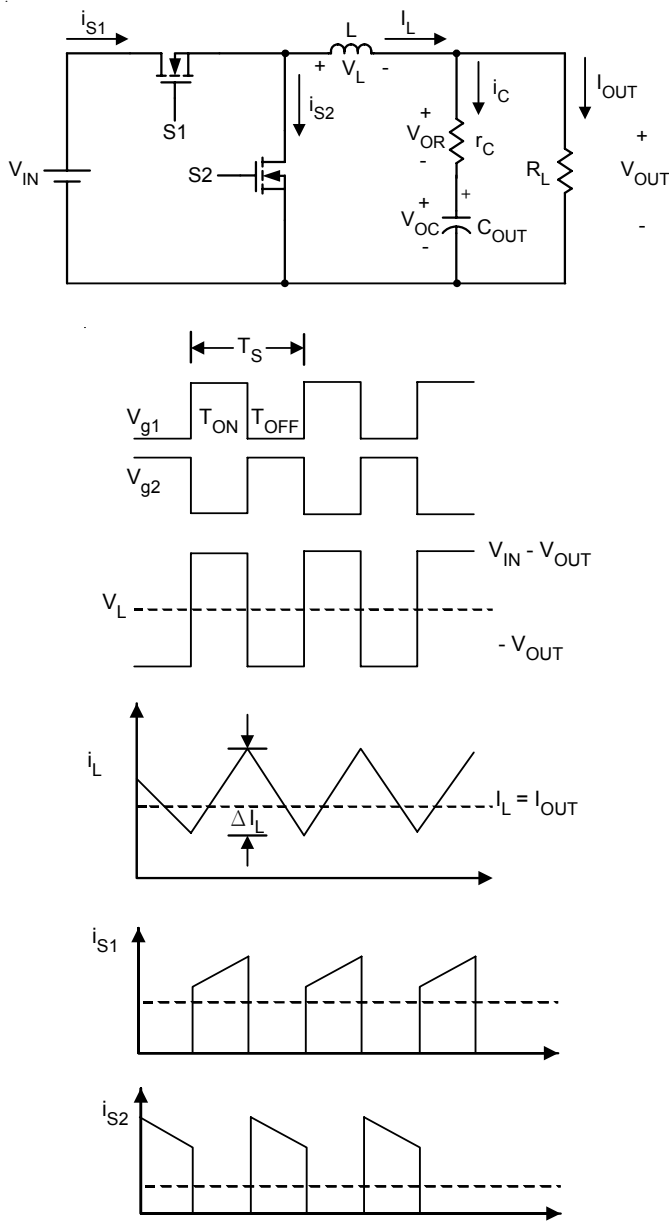 i_S1
L
I_L
+ V_L -
i_C
I_OUT
S1
i_S2
+
V_OR
-
r_C
V_IN
S2
R_L
+
V_OUT
-
+
V_OC
-
+
C_OUT
T_S
V_g1
T_ON
T_OFF
V_g2
V_IN - V_OUT
V_L
- V_OUT
i_L
Δ I_L
I_L = I_OUT
i_S1
i_S2